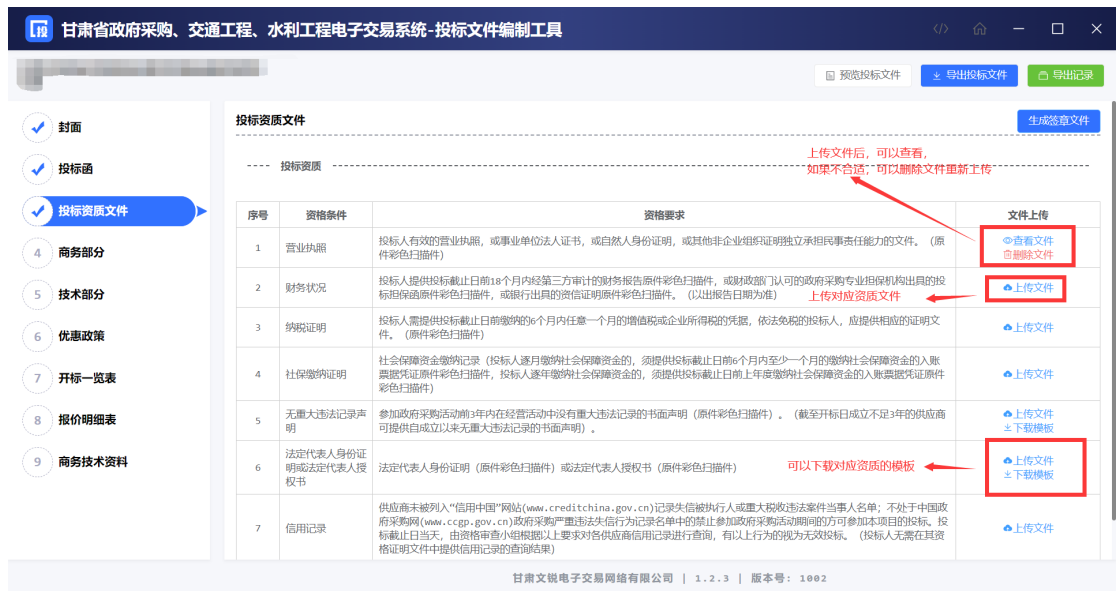 投 甘肃省政府采购、交通工程、水利工程电子交易系统-投标文件编制工具
预览投标文件 导出投标文件 导出记录
封面
投标函
投标资质文件
4 商务部分
5 技术部分
6 优惠政策
7 开标一览表
8 报价明细表
9 商务技术资料
投标资质文件 生成签章文件
投标资质
上传文件后，可以查看，
如果不合适，可以删除文件重新上传
序号 资格条件 资格要求 文件上传
1 营业执照 投标人有效的营业执照，或事业单位法人证书，或自然人身份证明，或其他非企业组织证明独立承担民事责任能力的文件。（原
件彩色扫描件）
查看文件
删除文件
2 财务状况 投标人提供投标截止日前18个月内经第三方审计的财务报告原件彩色扫描件，或财政部门认可的政府采购专业担保机构出具的投
标担保函原件彩色扫描件，或银行出具的资信证明原件彩色扫描件。（以出报告日期为准）
上传对应资质文件
上传文件
3 纳税证明 投标人需提供投标截止日前缴纳的6个月内任意一个月的增值税或企业所得税的凭据，依法免税的投标人，应提供相应的证明文
件。（原件彩色扫描件）
上传文件
4 社保缴纳证明 社会保障资金缴纳记录（投标人逐月缴纳社会保障资金的，须提供投标截止日前6个月内至少一个月的缴纳社会保障资金的入账
票据凭证原件彩色扫描件，投标人逐年缴纳社会保障资金的，须提供投标截止日前上年度缴纳社会保障资金的入账票据凭证原件
彩色扫描件）
上传文件
5 无重大违法记录声
明
参加政府采购活动前3年内在经营活动中没有重大违法记录的书面声明（原件彩色扫描件）。（截至开标日成立不足3年的供应商
可提供自成立以来无重大违法记录的书面声明）。
上传文件
下载模板
6 法定代表人身份证
明或法定代表人授
权书
法定代表人身份证明（原件彩色扫描件）或法定代表人授权书（原件彩色扫描件）
可以下载对应资质的模板
上传文件
下载模板
7 信用记录 供应商未被列入“信用中国”网站(www.creditchina.gov.cn)记录失信被执行人或重大税收违法案件当事人名单；不处于中国政
府采购网(www.ccgp.gov.cn)政府采购严重违法失信行为记录名单中的禁止参加政府采购活动期间的方可参加本项目的投标。投
标截止日当天，由资格审查小组根据以上要求对各供应商信用记录进行查询，有以上行为的视为无效投标。（投标人无需在其资
格证明文件中提供信用记录的查询结果）
上传文件
甘肃文锐电子交易网络有限公司 | 1.2.3 | 版本号: 1002